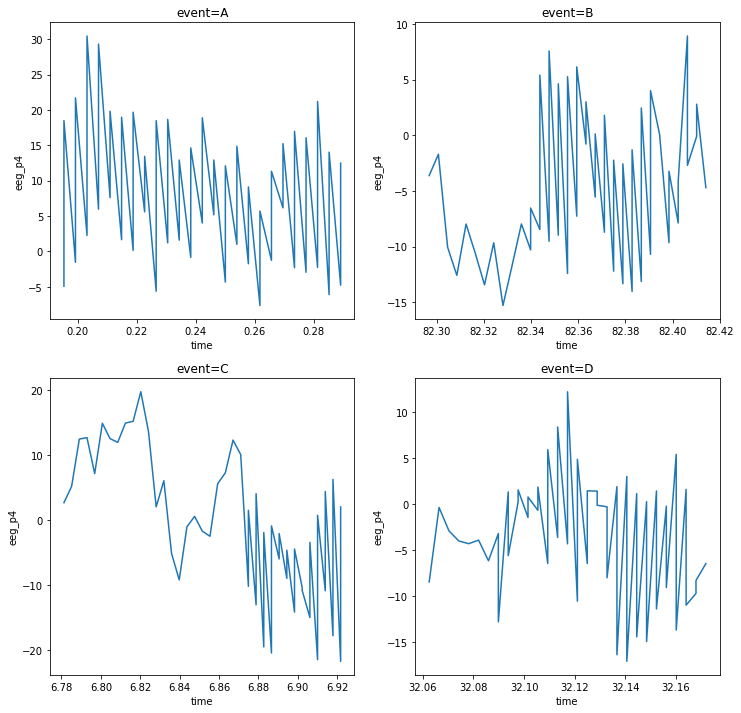 event=A
30
25
20
15
10
5
0
−5
eeg_p4
0.20 0.22 0.24 0.26 0.28
time
event=B
10
5
0
−5
−10
−15
eeg_p4
82.30 82.32 82.34 82.36 82.38 82.40 82.42
time
event=C
20
10
0
−10
−20
eeg_p4
6.78 6.80 6.82 6.84 6.86 6.88 6.90 6.92
time
event=D
10
5
0
−5
−10
−15
eeg_p4
32.06 32.08 32.10 32.12 32.14 32.16
time